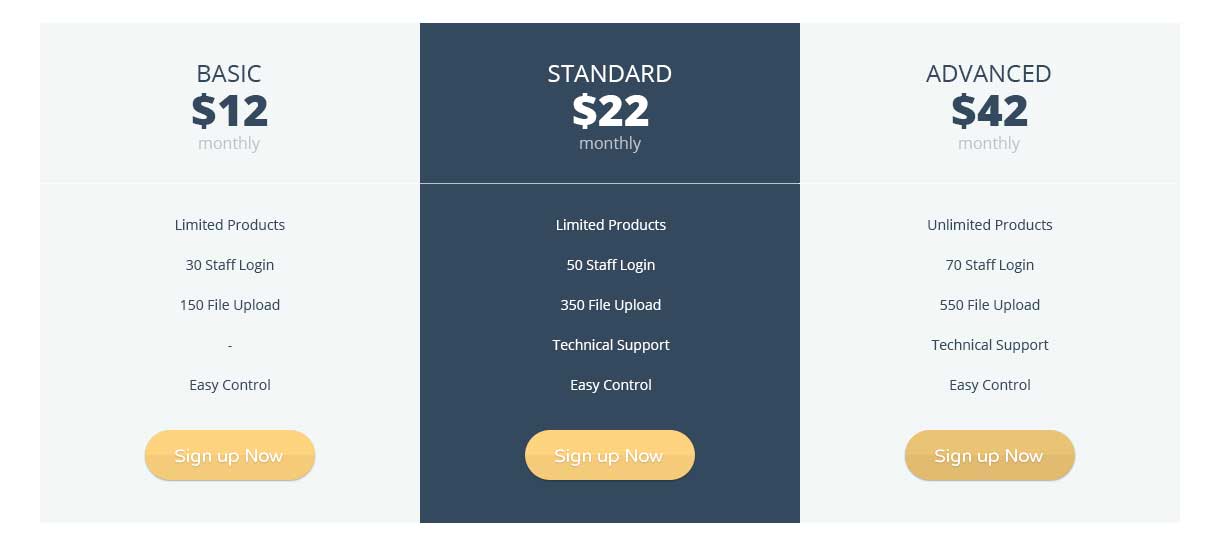 BASIC
$12
monthly
Limited Products
30 Staff Login
150 File Upload
-
Easy Control
Sign up Now
STANDARD
$22
monthly
Limited Products
50 Staff Login
350 File Upload
Technical Support
Easy Control
Sign up Now
ADVANCED
$42
monthly
Unlimited Products
70 Staff Login
550 File Upload
Technical Support
Easy Control
Sign up Now